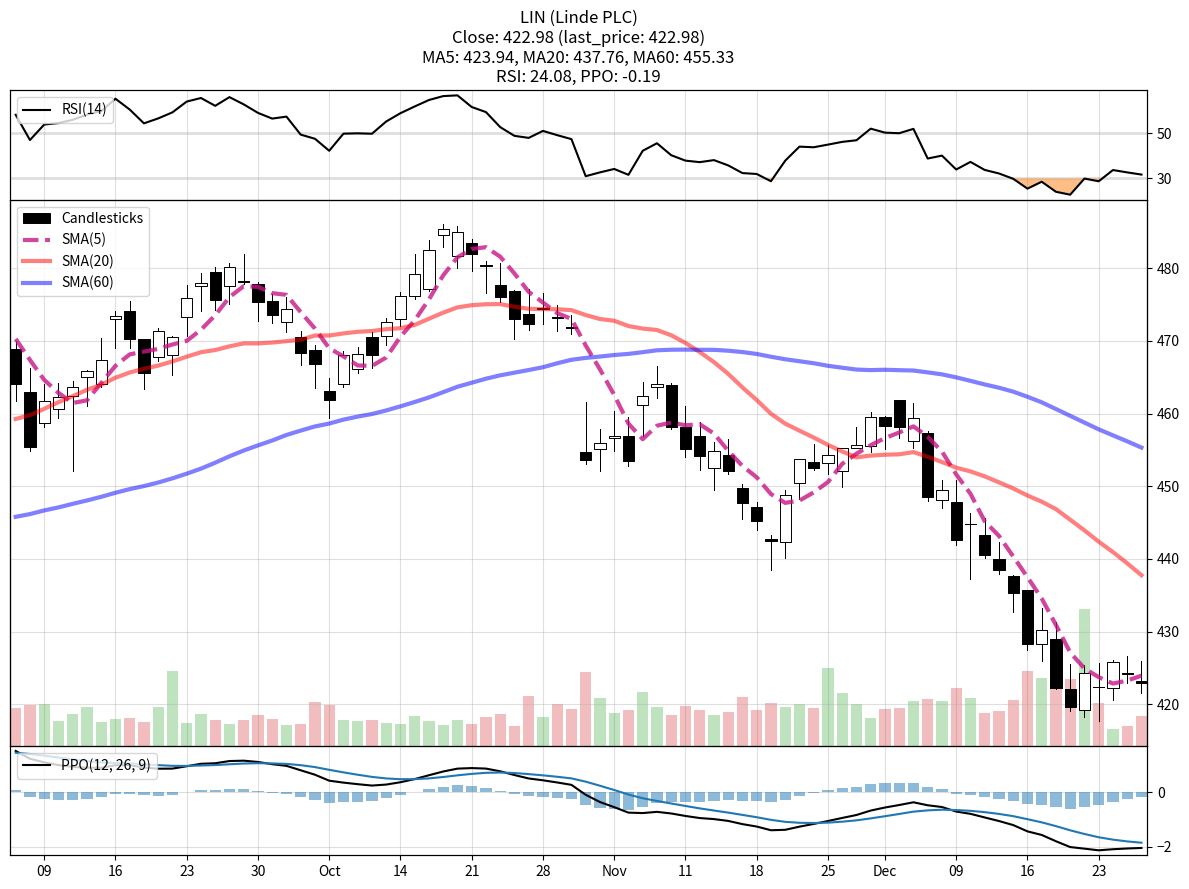 LIN (Linde PLC)
Close: 422.98 (last_price: 422.98)
MA5: 423.94, MA20: 437.76, MA60: 455.33
RSI: 24.08, PPO: -0.19
RSI(14)
50
30
Candlesticks
SMA(5)
SMA(20)
SMA(60)
480
470
460
450
440
430
420
PPO(12, 26, 9)
0
−2
09 16 23 30 Oct 14 21 28 Nov 11 18 25 Dec 09 16 23